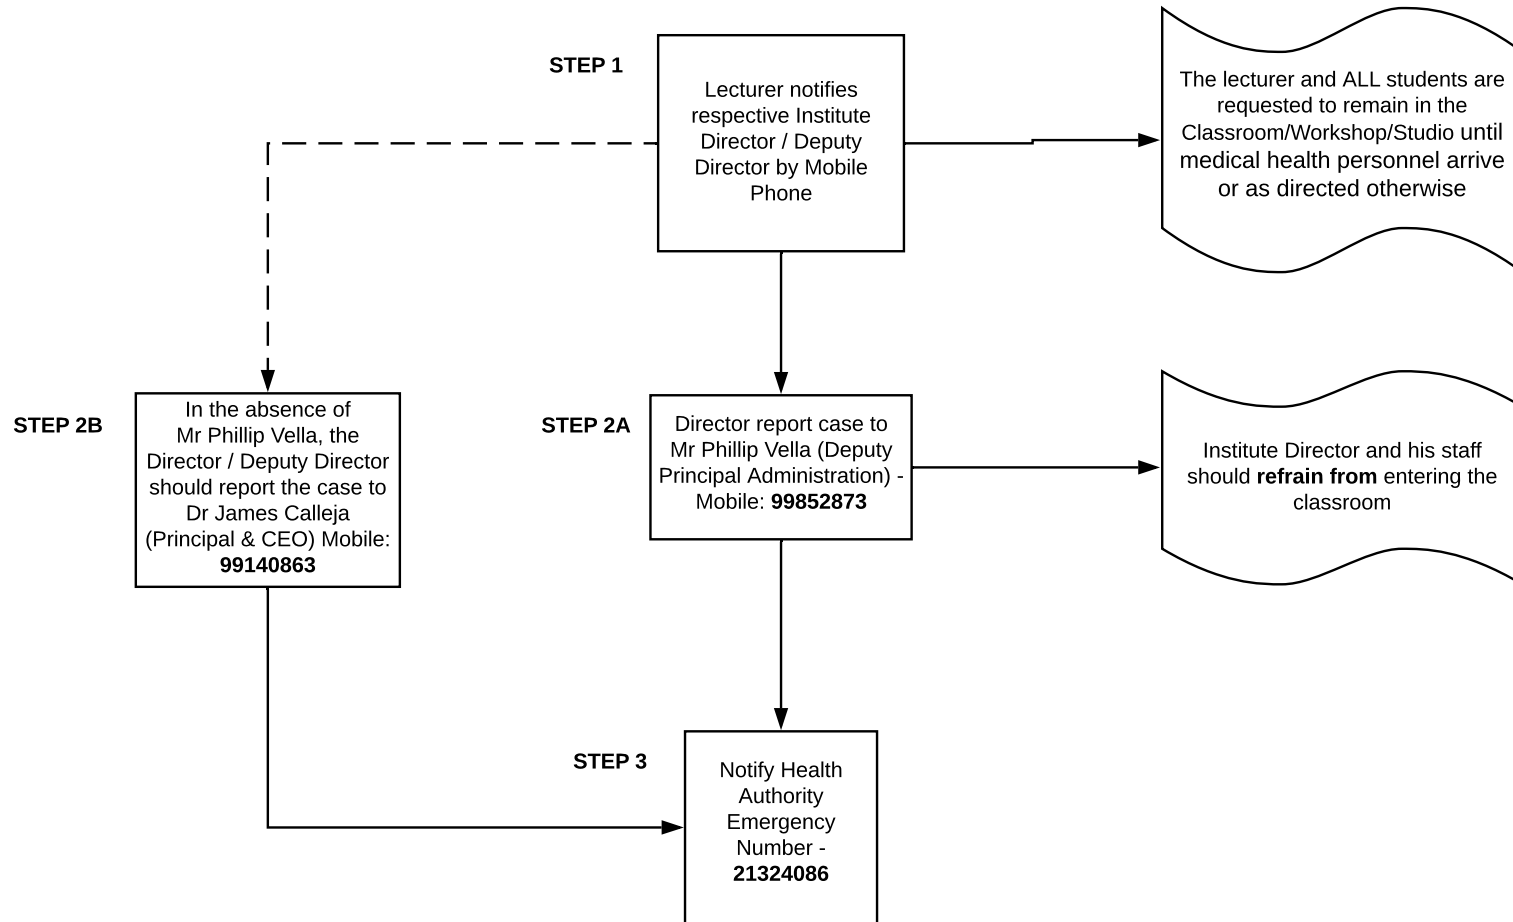 STEP 1
Lecturer notifies
respective Institute
Director / Deputy
Director by Mobile
Phone
The lecturer and ALL students are
requested to remain in the
Classroom/Workshop/Studio until
medical health personnel arrive
or as directed otherwise
STEP 2B
In the absence of
Mr Phillip Vella, the
Director / Deputy Director
should report the case to
Dr James Calleja
(Principal & CEO) Mobile:
99140863
STEP 2A
Director report case to
Mr Phillip Vella (Deputy
Principal Administration) -
Mobile: 99852873
Institute Director and his staff
should refrain from entering the
classroom
STEP 3
Notify Health
Authority
Emergency
Number -
21324086